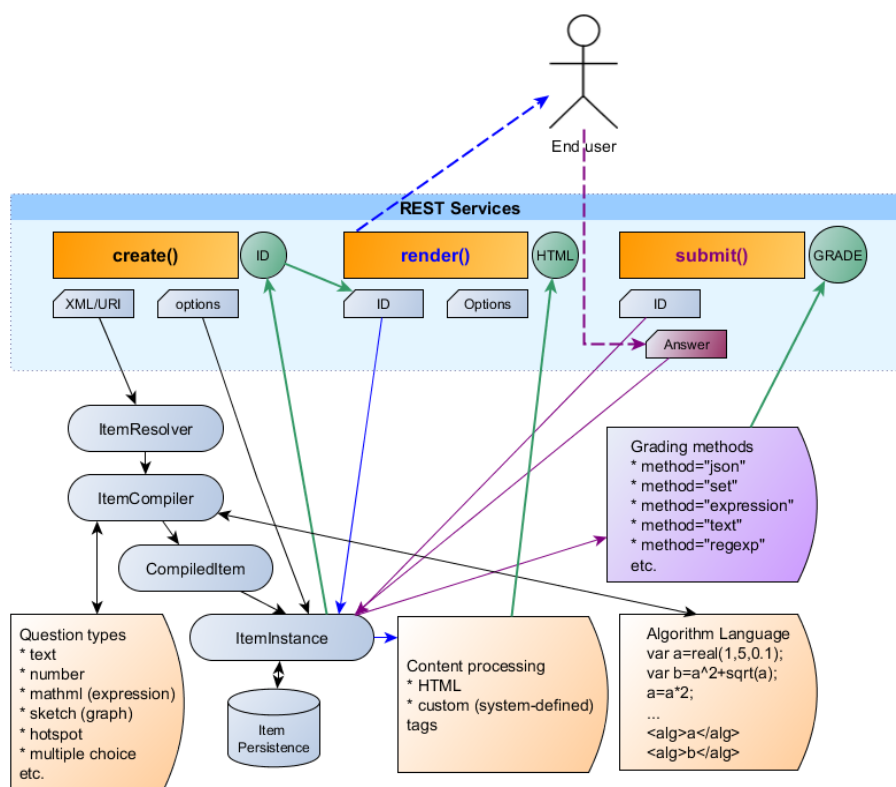 End user
REST Services
create()
ID
render()
HTML
submit()
GRADE
XML/URI
options
ID
Options
ID
Answer
ItemResolver
ItemCompiler
CompiledItem
ItemInstance
Item
Persistence
Grading methods
* method="json"
* method="set"
* method="expression"
* method="text"
* method="regexp"
etc.
Question types
* text
* number
* mathml (expression)
* sketch (graph)
* hotspot
* multiple choice
etc.
Content processing
* HTML
* custom (system-defined)
tags
Algorithm Language
var a=real(1,5,0.1);
var b=a^2+sqrt(a);
a=a*2;
...
<alg>a</alg>
<alg>b</alg>